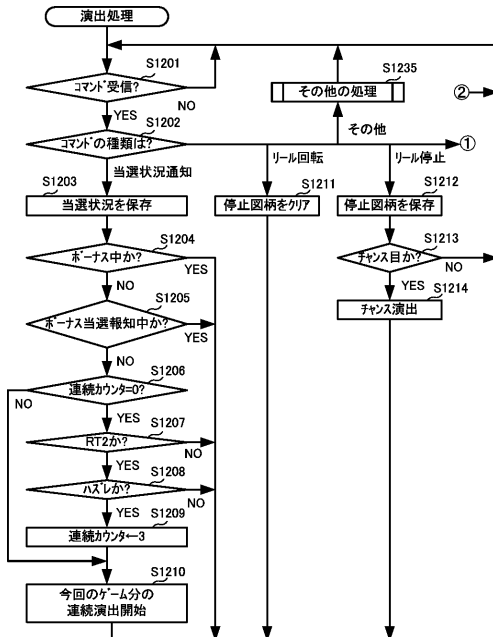 演出処理
S1201
コマンド受信?
NO
YES
S1202
コマンドの種類は?
S1235
その他の処理
②
その他
①
当選状況通知
リール回転
リール停止
S1203
当選状況を保存
S1211
停止図柄をクリア
S1212
停止図柄を保存
S1204
ボーナス中か?
YES
NO
S1213
チャンス目か?
NO
YES
S1214
チャンス演出
S1205
ボーナス当選報知中か?
YES
NO
S1206
連続カウンタ=0?
NO
YES
S1207
RT2か?
NO
YES
S1208
ハズレか?
NO
YES
S1209
連続カウンタ←3
S1210
今回のゲーム分の
連続演出開始